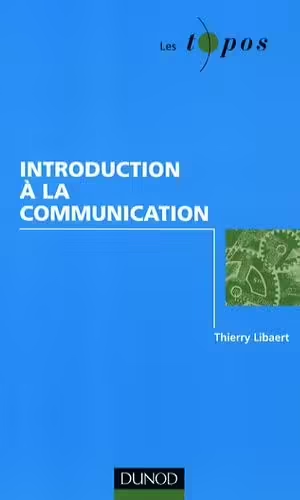 Les topos
INTRODUCTION
À LA
COMMUNICATION
Thierry Libaert
DUNOD